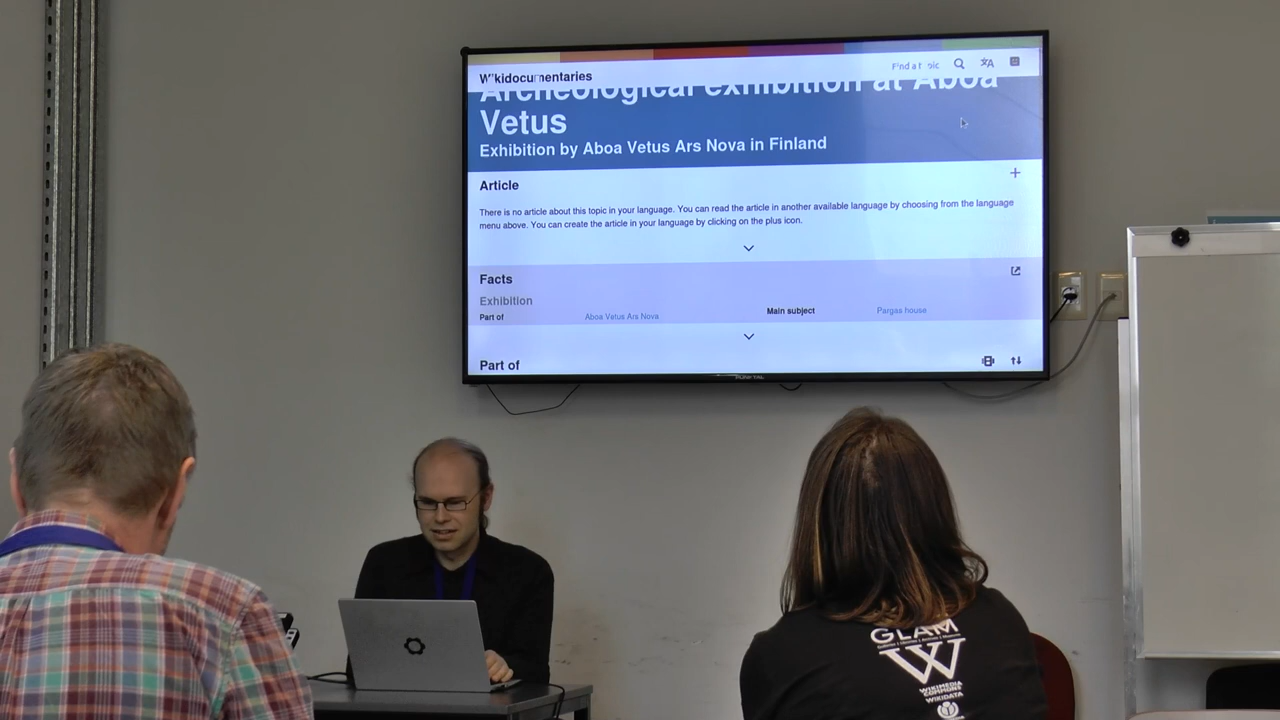 Wikidocumentaries
Find a t pic
Archeological exhibition at Aboa
Vetus
Exhibition by Aboa Vetus Ars Nova in Finland
Article
There is no article about this topic in your language. You can read the article in another available language by choosing from the language
menu above. You can create the article in your language by clicking on the plus icon.
Facts
Exhibition
Part of
Aboa Vetus Ars Nova
Main subject
Pargas house
Part of
GLAM
W
WIKIMEDIA
COMMONS
WIKIDATA